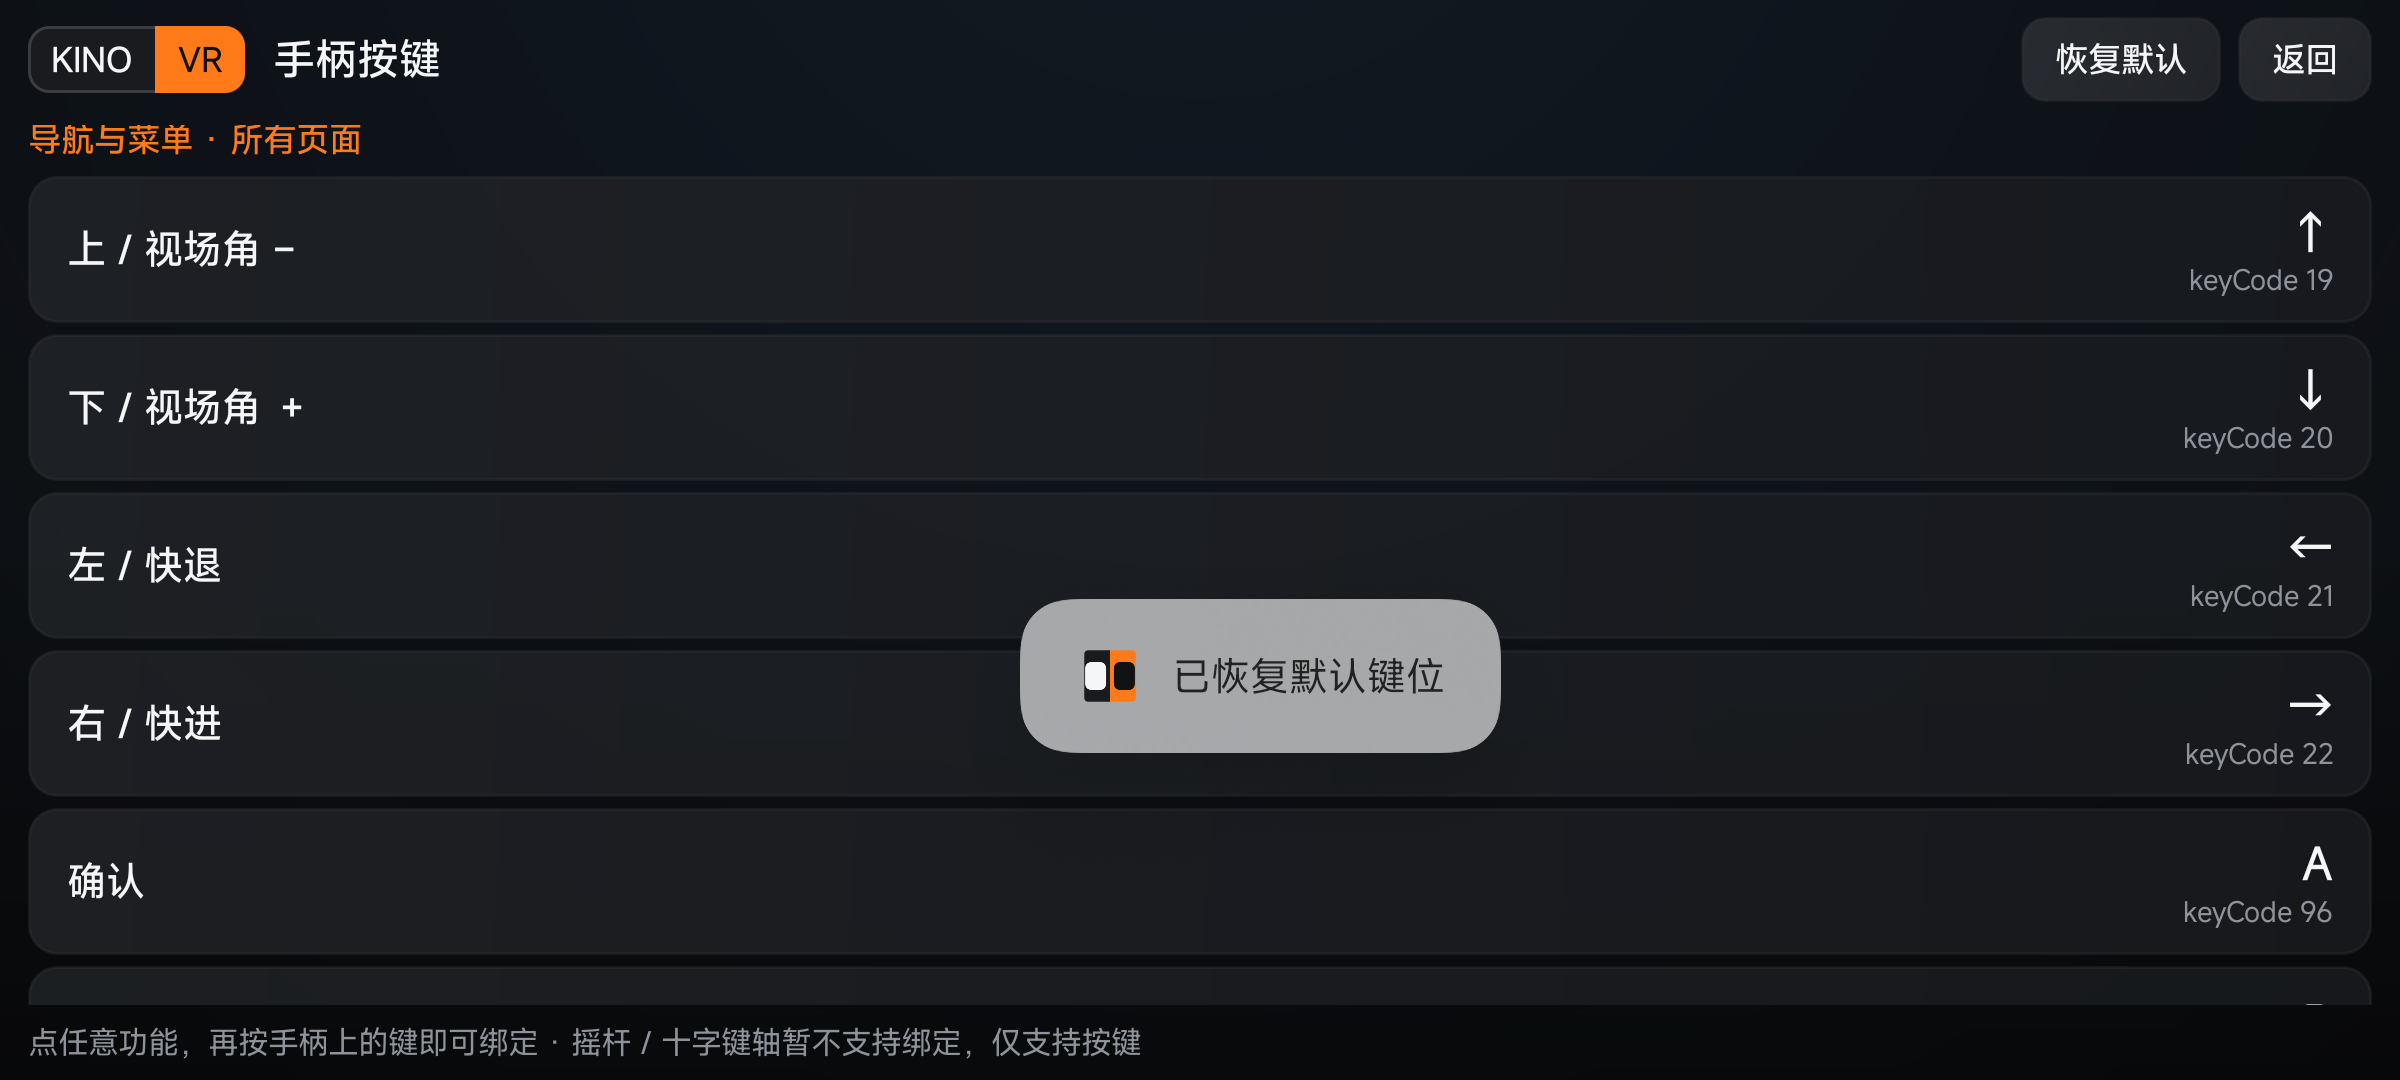 KINO VR 手柄按键 恢复默认 返回
导航与菜单 · 所有页面
上 / 视场角 − ↑
keyCode 19
下 / 视场角 + ↓
keyCode 20
左 / 快退 ←
keyCode 21
已恢复默认键位
右 / 快进 →
keyCode 22
确认 A
keyCode 96
点任意功能，再按手柄上的键即可绑定 · 摇杆 / 十字键轴暂不支持绑定，仅支持按键